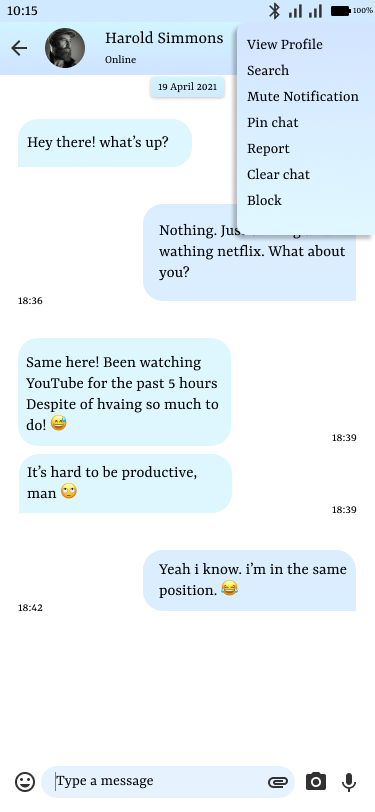 10:15
100%
Harold Simmons
Online
View Profile
Search
Mute Notification
Pin chat
Report
Clear chat
Block
19 April 2021
Hey there! what’s up?
Nothing.
wathing netflix. What about
you?
18:36
Same here! Been watching
YouTube for the past 5 hours
Despite of hvaing so much to
do! 😅
18:39
It’s hard to be productive,
man 🙄
18:39
Yeah i know. i’m in the same
position. 😂
18:42
Type a message